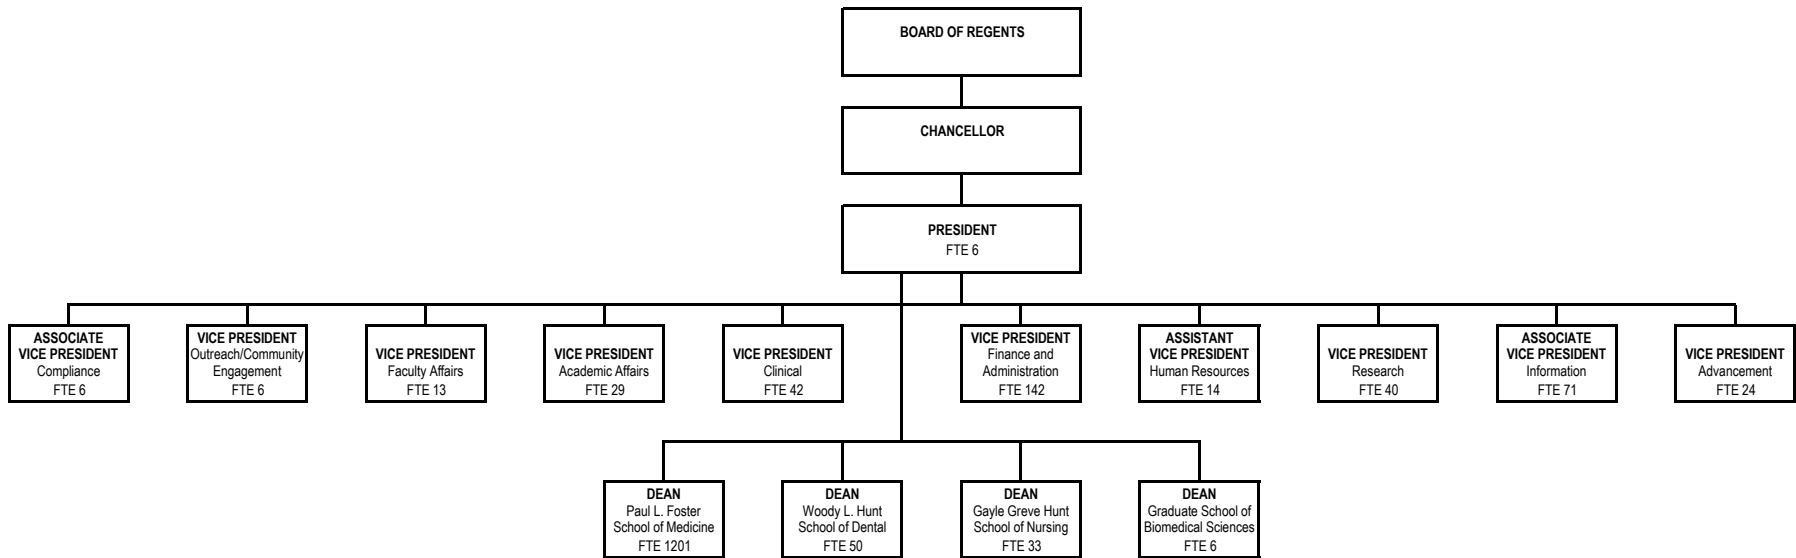 BOARD OF REGENTS
CHANCELLOR
PRESIDENT
FTE 6
ASSOCIATE
VICE PRESIDENT
Compliance
FTE 6
VICE PRESIDENT
Outreach/Community
Engagement
FTE 6
VICE PRESIDENT
Faculty Affairs
FTE 13
VICE PRESIDENT
Academic Affairs
FTE 29
VICE PRESIDENT
Clinical
FTE 42
VICE PRESIDENT
Finance and
Administration
FTE 142
ASSISTANT
VICE PRESIDENT
Human Resources
FTE 14
VICE PRESIDENT
Research
FTE 40
ASSOCIATE
VICE PRESIDENT
Information
FTE 71
VICE PRESIDENT
Advancement
FTE 24
DEAN
Paul L. Foster
School of Medicine
FTE 1201
DEAN
Woody L. Hunt
School of Dental
FTE 50
DEAN
Gayle Greve Hunt
School of Nursing
FTE 33
DEAN
Graduate School of
Biomedical Sciences
FTE 6